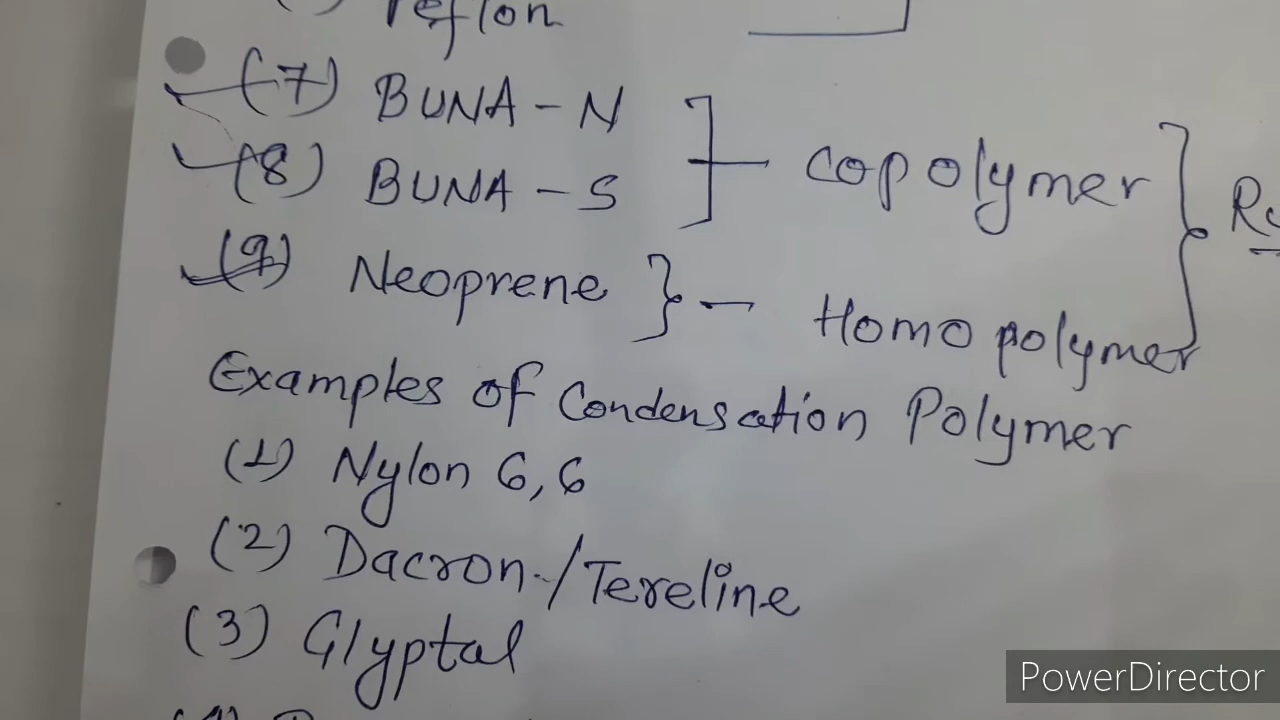 Teflon
(7) BUNA - N
(8) BUNA - S ] - copolymer
(9) Neoprene } - Homo polymer
Examples of Condensation Polymer
(1) Nylon 6,6
(2) Dacron./Tereline
(3) Glyptal
PowerDirector